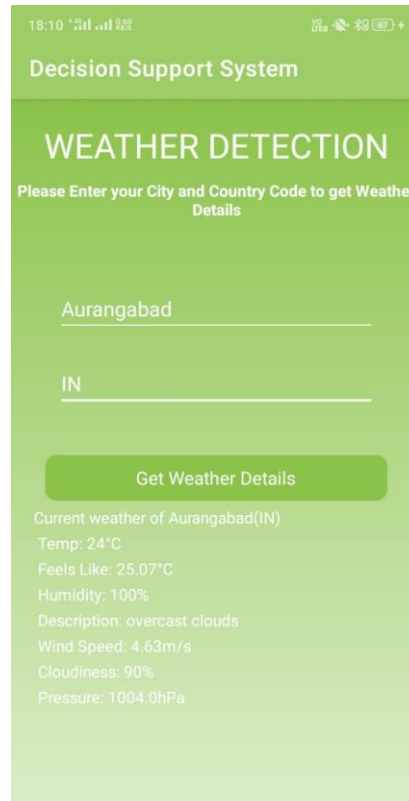 18:10
Decision Support System
WEATHER DETECTION
Please Enter your City and Country Code to get Weathe
Details
Aurangabad
IN
Get Weather Details
Current weather of Aurangabad(IN)
Temp: 24°C
Feels Like: 25.07°C
Humidity: 100%
Description: overcast clouds
Wind Speed: 4.63m/s
Cloudiness: 90%
Pressure: 1004.0hPa